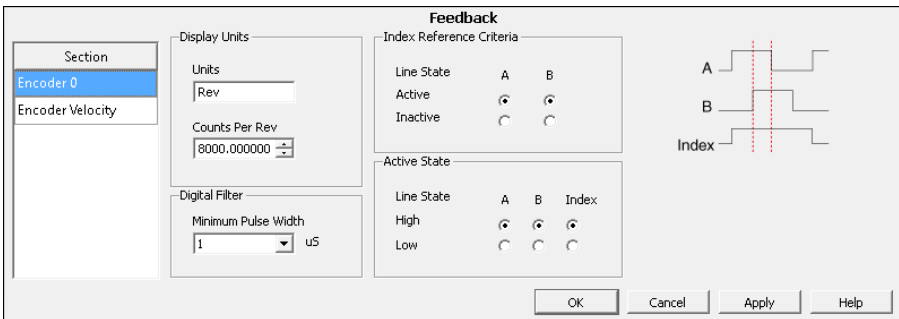 Feedback
Section
Encoder 0
Encoder Velocity
Display Units
Units
Rev
Counts Per Rev
8000.000000
Digital Filter
Minimum Pulse Width
1 uS
Index Reference Criteria
Line State A B
Active
Inactive
Active State
Line State A B Index
High
Low
A
B
Index
OK Cancel Apply Help